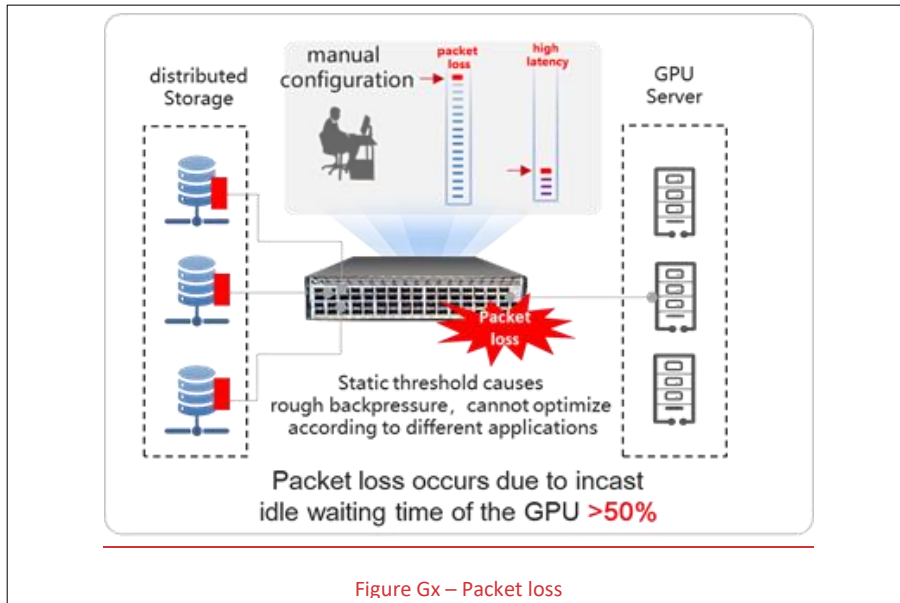 distributed
Storage
manual
configuration
packet
loss
high
latency
GPU
Server
Packet
loss
Static threshold causes
rough backpressure, cannot optimize
according to different applications
Packet loss occurs due to incast
idle waiting time of the GPU >50%
Figure Gx – Packet loss